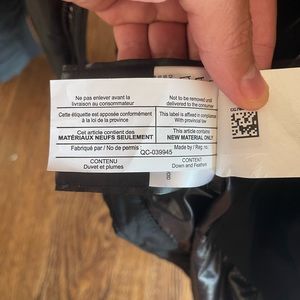 Ne pas enlever avant la
livraison au consommateur
Not to be removed until
delivered to the consumer
Cette étiquette est apposée conformément
à la loi de la province
This label is affixed in compliance
with Provincial law
Cet article contient des
MATÉRIAUX NEUFS SEULEMENT
This article contains
NEW MATERIAL ONLY
Fabriqué par / No de permis
Made by / Reg. no.
QC-039945
CONTENU
Duvet et plumes
CONTENT
Down and Feathers